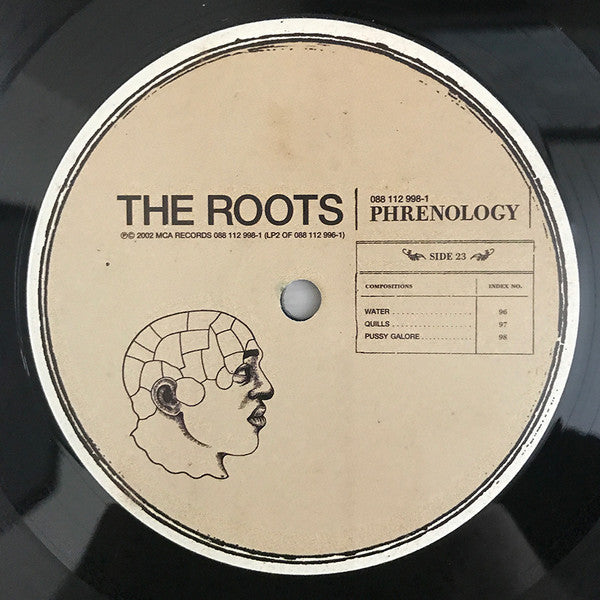 THE ROOTS
℗© 2002 MCA RECORDS 088 112 998-1 (LP2 OF 088 112 996-1)
088 112 998-1
PHRENOLOGY
SIDE 23
COMPOSITIONS INDEX NO.
WATER . . . . . . . . . . . . . . . . 96
QUILLS . . . . . . . . . . . . . . . 97
PUSSY GALORE . . . . . . . . . . 98